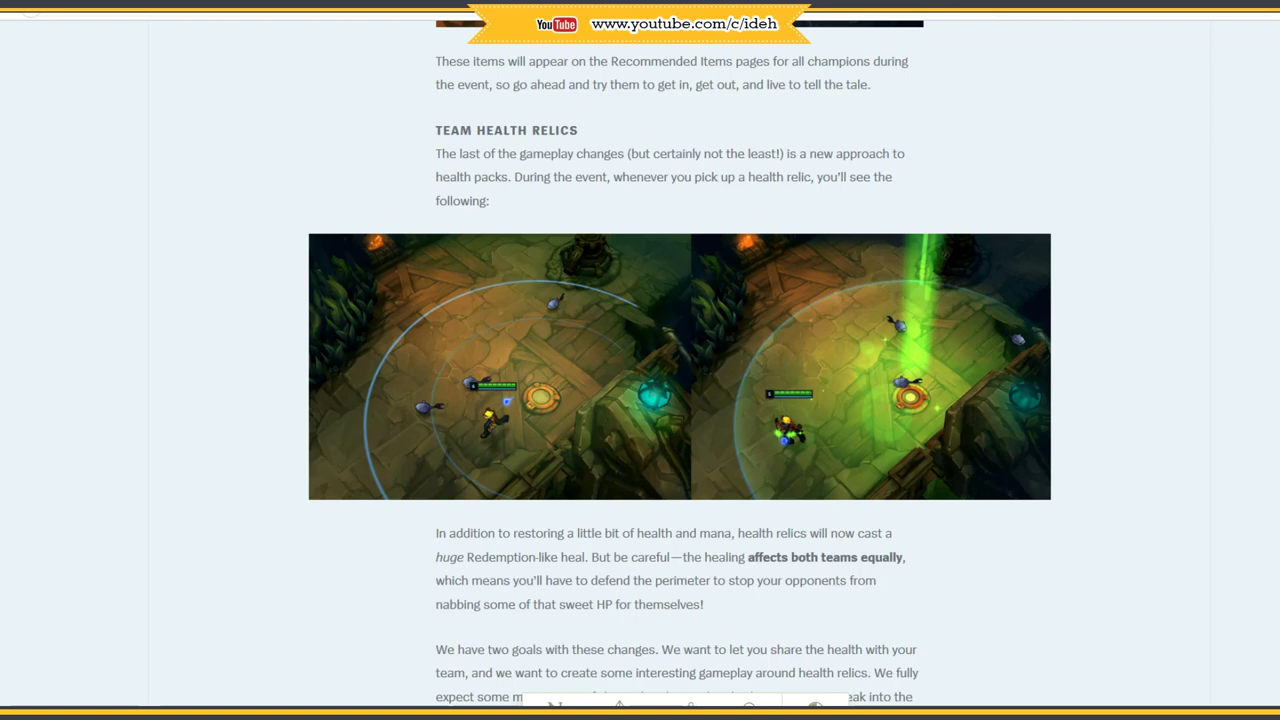 YouTube www.youtube.com/c/ideh
These items will appear on the Recommended Items pages for all champions during
the event, so go ahead and try them to get in, get out, and live to tell the tale.
TEAM HEALTH RELICS
The last of the gameplay changes (but certainly not the least!) is a new approach to
health packs. During the event, whenever you pick up a health relic, you'll see the
following:
In addition to restoring a little bit of health and mana, health relics will now cast a
huge Redemption-like heal. But be careful—the healing affects both teams equally,
which means you'll have to defend the perimeter to stop your opponents from
nabbing some of that sweet HP for themselves!
We have two goals with these changes. We want to let you share the health with your
team, and we want to create some interesting gameplay around health relics. We fully
expect some into the